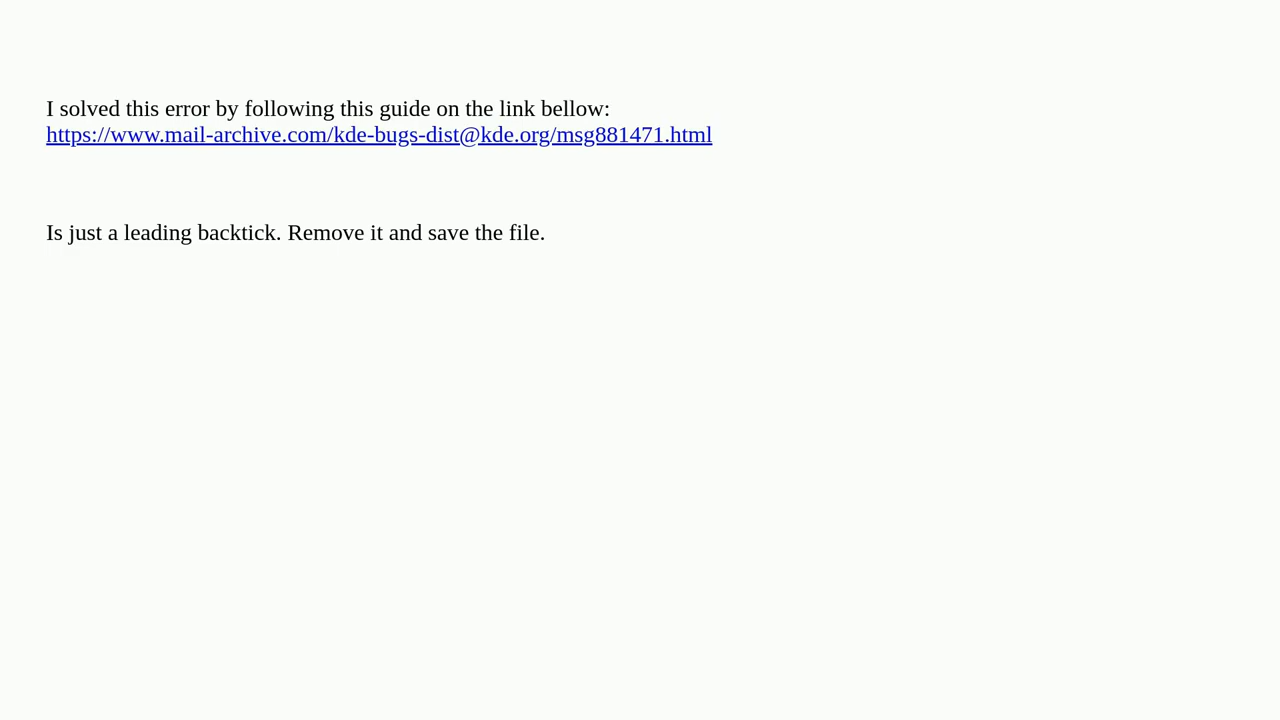 I solved this error by following this guide on the link bellow:
https://www.mail-archive.com/kde-bugs-dist@kde.org/msg881471.html
Is just a leading backtick. Remove it and save the file.